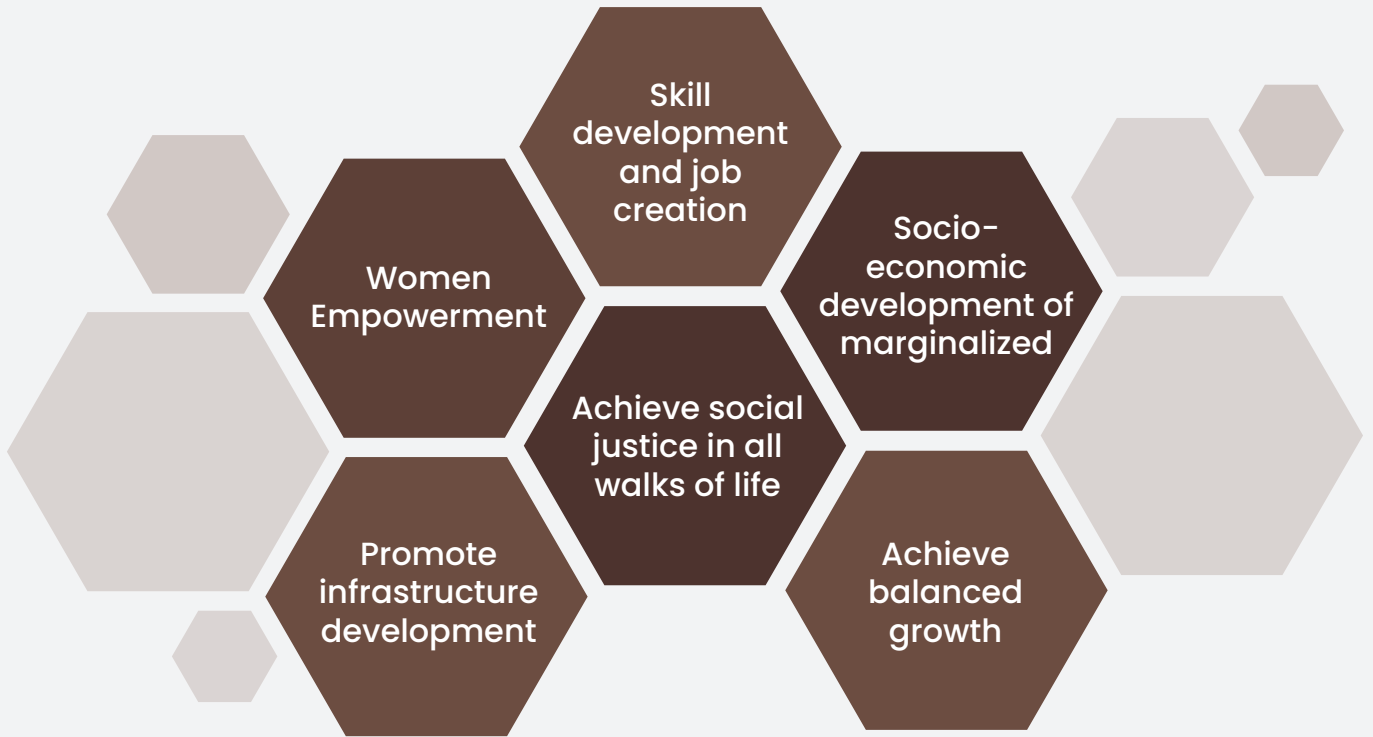 Skill
development
and job
creation
Women
Empowerment
Socio-
economic
development of
marginalized
Achieve social
justice in all
walks of life
Promote
infrastructure
development
Achieve
balanced
growth